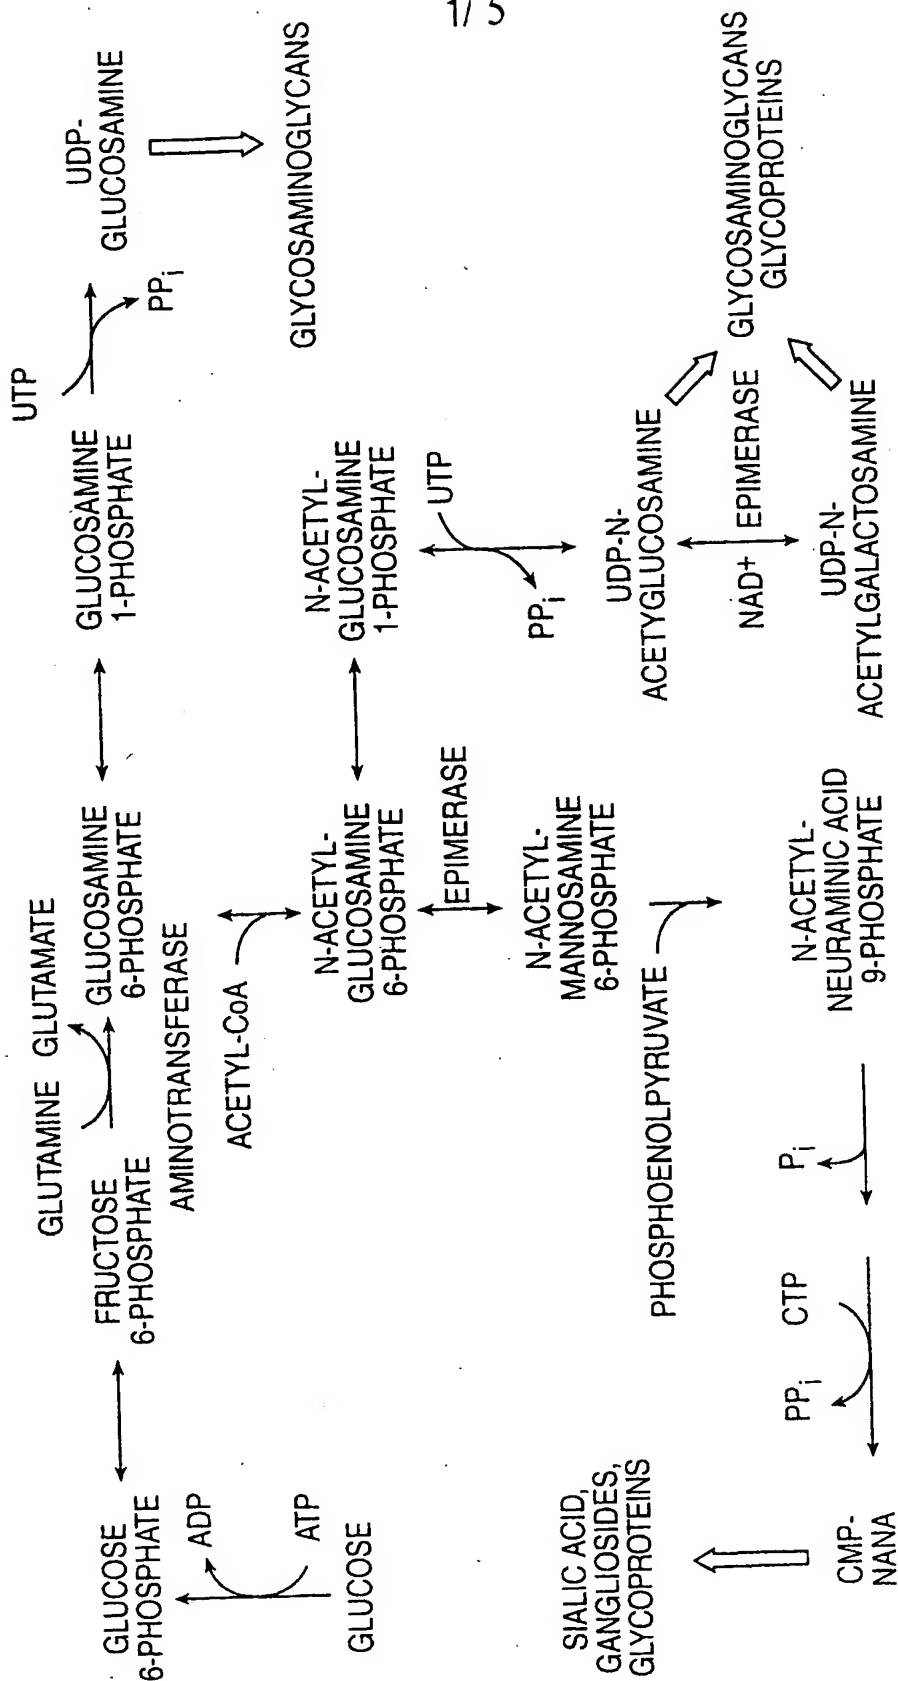 1/5
GLUCOSE
6-PHOSPHATE
ADP
ATP
GLUCOSE
FRUCTOSE
6-PHOSPHATE
GLUTAMINE GLUTAMATE
AMINOTRANSFERASE
GLUCOSAMINE
6-PHOSPHATE
GLUCOSAMINE
1-PHOSPHATE
UTP
PPi
UDP-
GLUCOSAMINE
GLYCOSAMINOGLYCANS
ACETYL-CoA
N-ACETYL-
GLUCOSAMINE
6-PHOSPHATE
N-ACETYL-
GLUCOSAMINE
1-PHOSPHATE
EPIMERASE
UTP
PPi
N-ACETYL-
MANNOSAMINE
6-PHOSPHATE
UDP-N-
ACETYGLUCOSAMINE
PHOSPHOENOLPYRUVATE
NAD+ EPIMERASE
GLYCOSAMINOGLYCANS
GLYCOPROTEINS
N-ACETYL-
NEURAMINIC ACID
9-PHOSPHATE
UDP-N-
ACETYLGALACTOSAMINE
Pi
CTP
PPi
CMP-
NANA
SIALIC ACID,
GANGLIOSIDES,
GLYCOPROTEINS